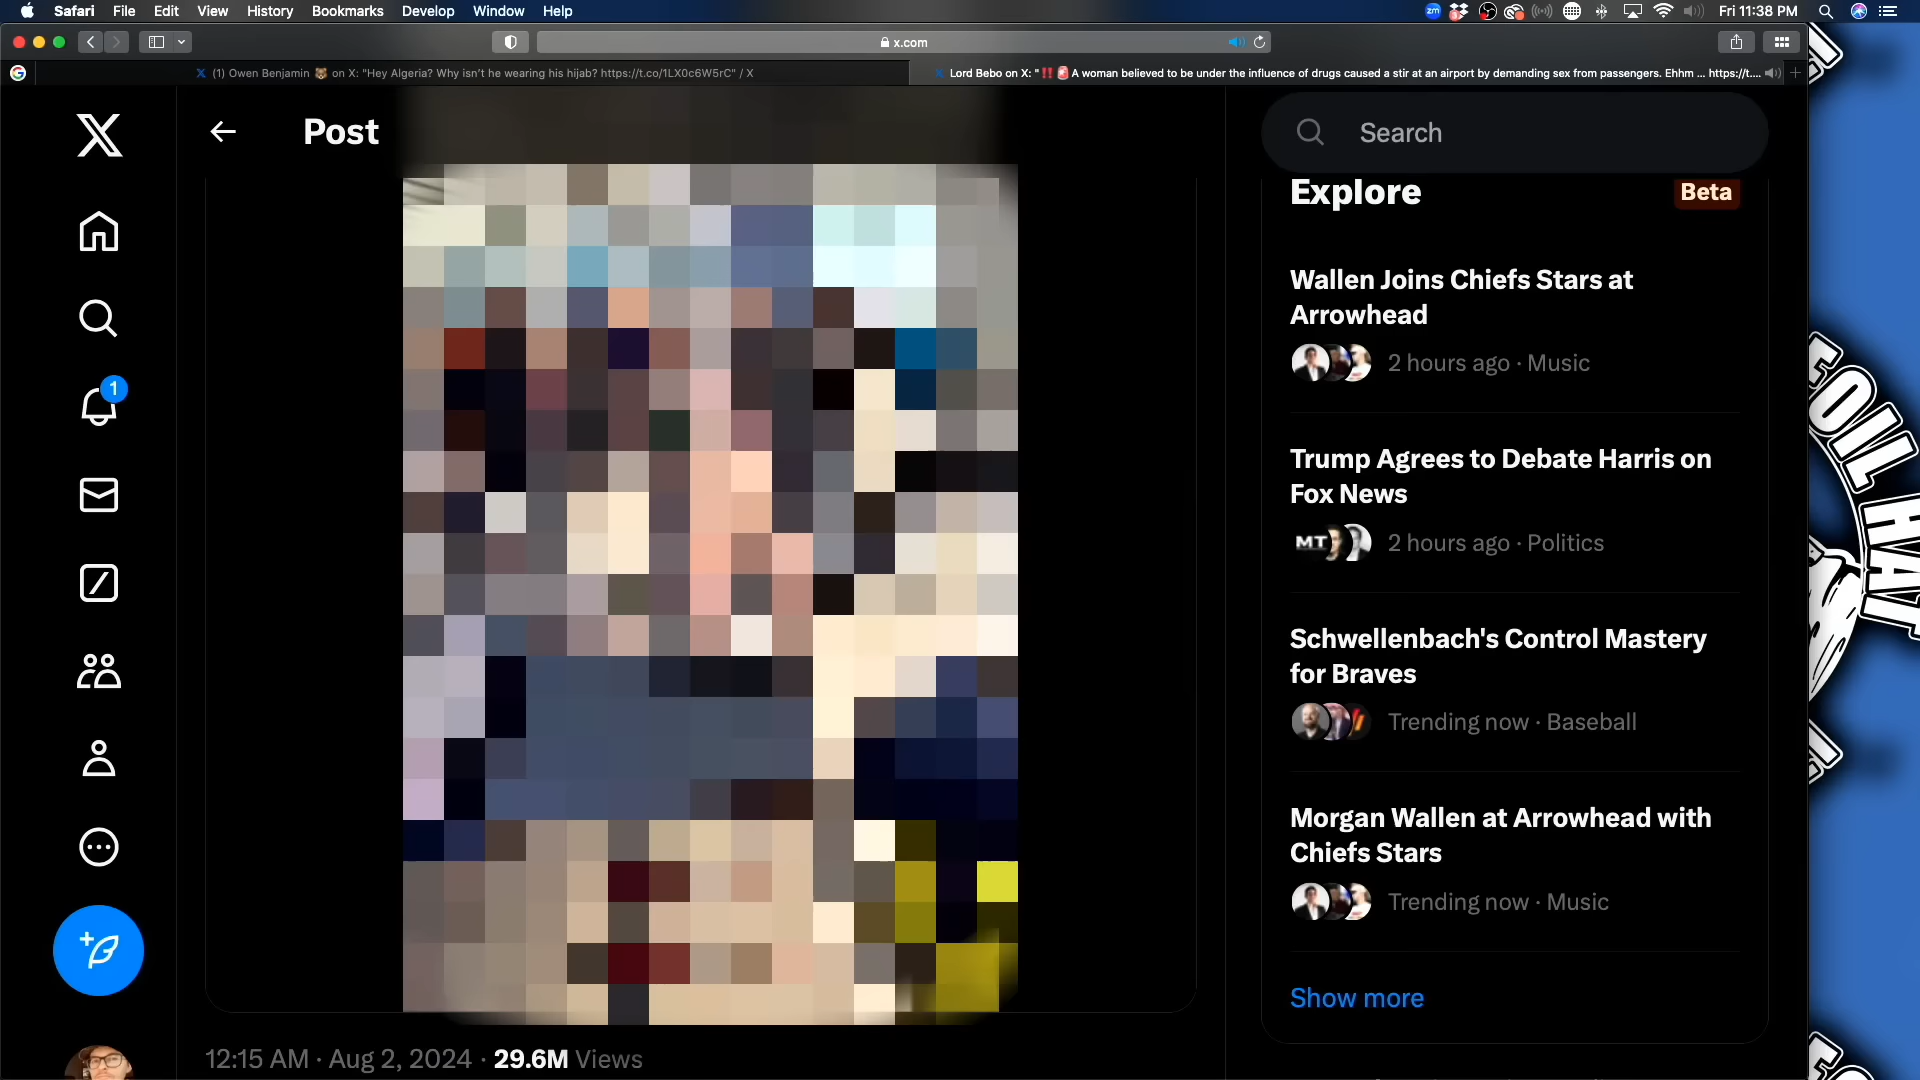 Safari File Edit View History Bookmarks Develop Window Help
zm 3 Fri 11:38 PM
x.com
(1) Owen Benjamin 🐻 on X: "Hey Algeria? Why isn't he wearing his hijab? https://t.co/1LX0c6W5rC" / X
Lord Bebo on X: "‼️🚨A woman believed to be under the influence of drugs caused a stir at an airport by demanding sex from passengers. Ehhm ... https://t....
Post
Search
Explore
Beta
Wallen Joins Chiefs Stars at
Arrowhead
2 hours ago · Music
1
Trump Agrees to Debate Harris on
Fox News
MT
2 hours ago · Politics
Schwellenbach's Control Mastery
for Braves
Trending now · Baseball
Morgan Wallen at Arrowhead with
Chiefs Stars
Trending now · Music
Show more
12:15 AM · Aug 2, 2024 · 29.6M Views
FOIL HAT